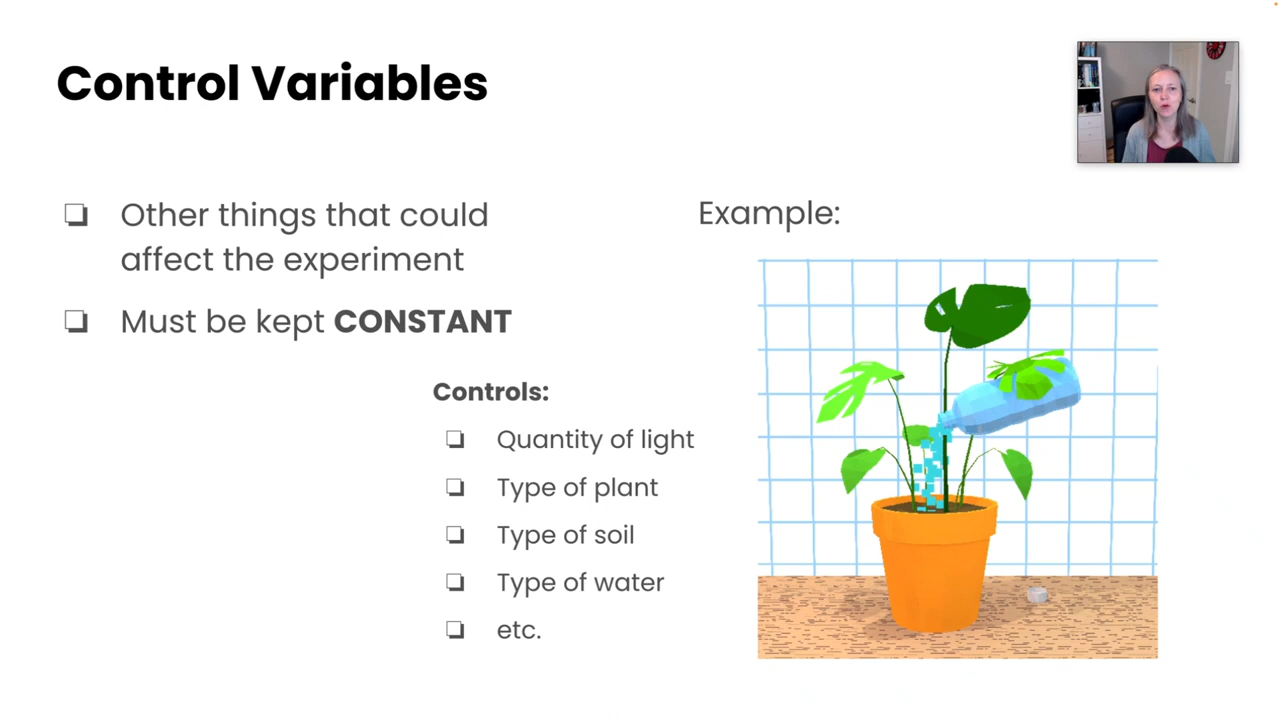 Control Variables
Other things that could
affect the experiment
Must be kept CONSTANT
Example:
Controls:
Quantity of light
Type of plant
Type of soil
Type of water
etc.